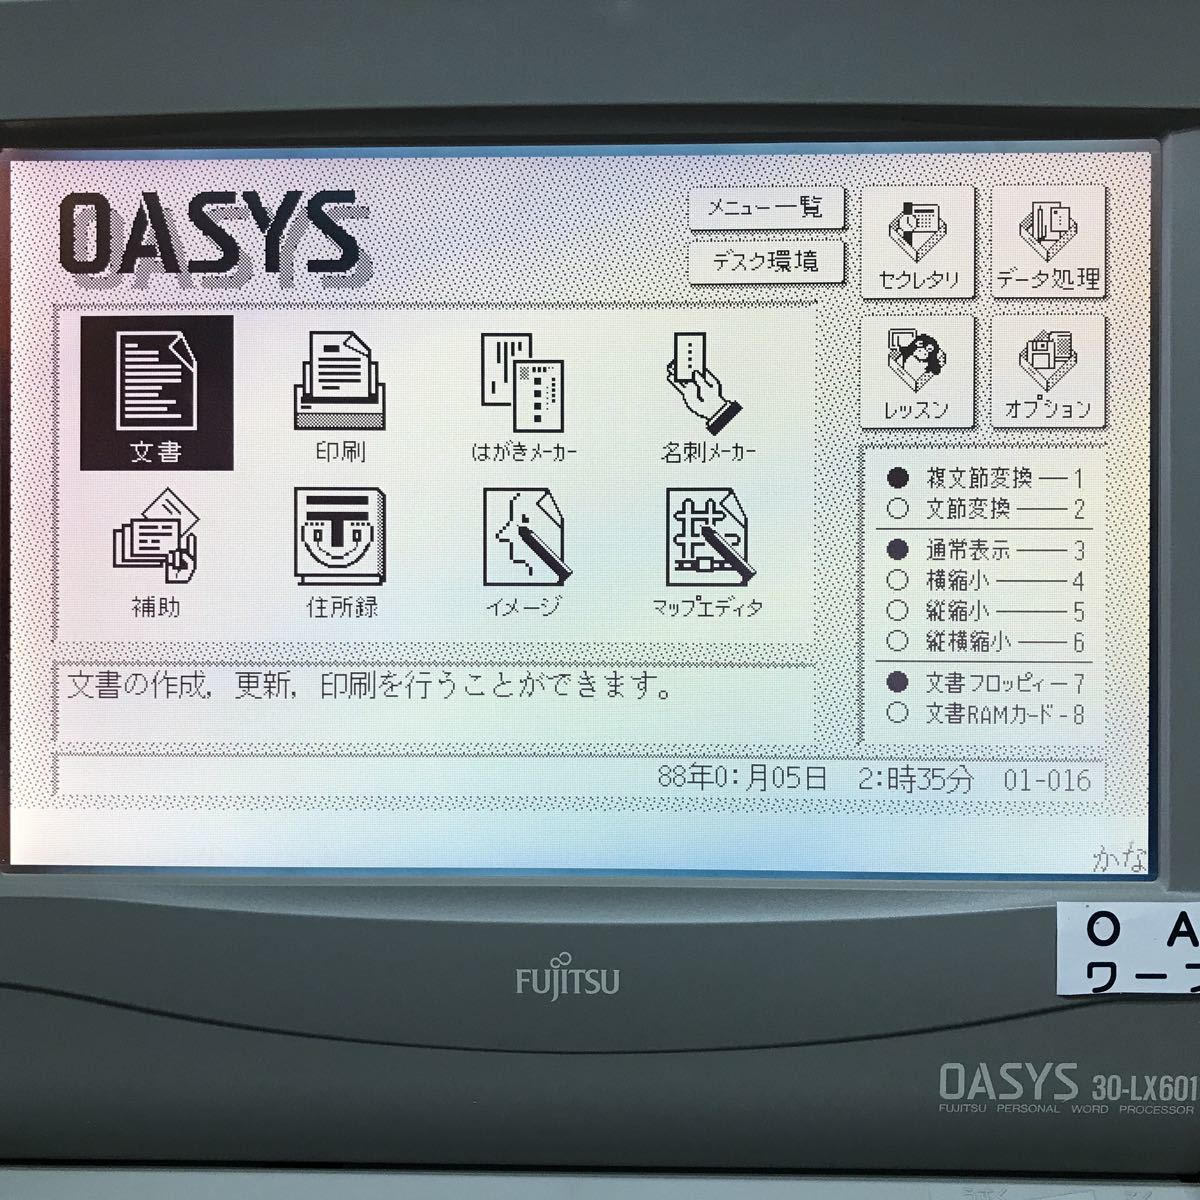 OASYS
メニュー一覧
デスク環境
セクレタリ
データ処理
レッスン
オプション
文書
印刷
はがきメーカー
名刺メーカー
補助
住所録
イメージ
マップエディタ
複文節変換 1
文節変換 2
通常表示 3
横縮小 4
縦縮小 5
縦横縮小 6
文書フロッピィ 7
文書RAMカード 8
文書の作成, 更新, 印刷を行うことができます。
88年0:月05日 2:時35分 01-016
かな
FUJITSU
O A
ワー
OASYS 30-LX601
FUJITSU PERSONAL WORD PROCESSOR